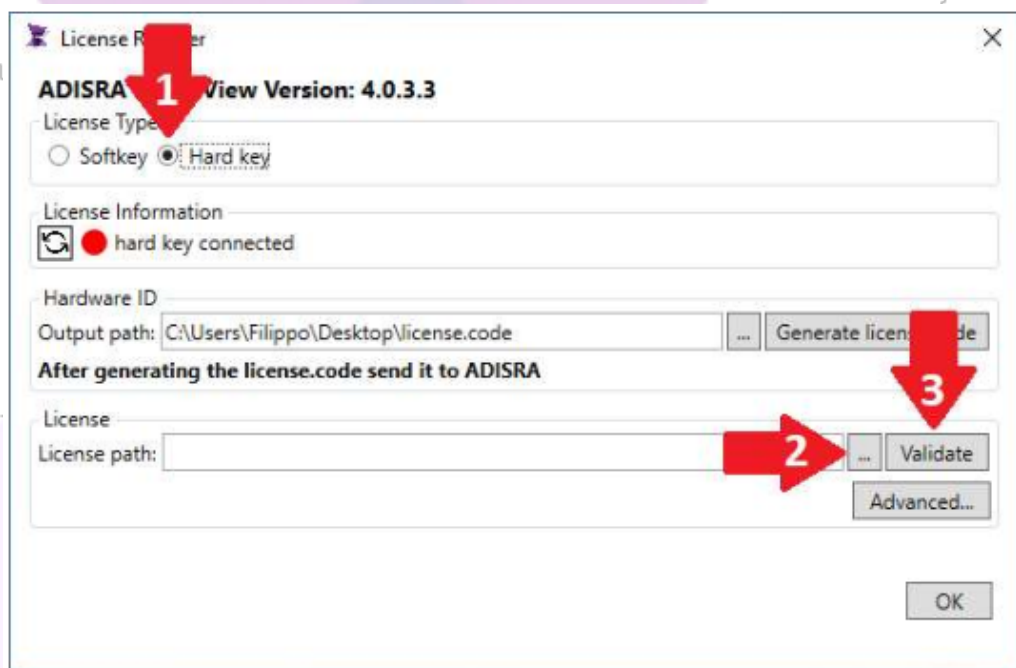 License R er
1
ADISRA View Version: 4.0.3.3
License Type
Softkey Hard key
License Information
hard key connected
Hardware ID
Output path: C:\Users\Filippo\Desktop\license.code ... Generate licens de
After generating the license.code send it to ADISRA
3
License
License path: 2 ... Validate
Advanced...
OK